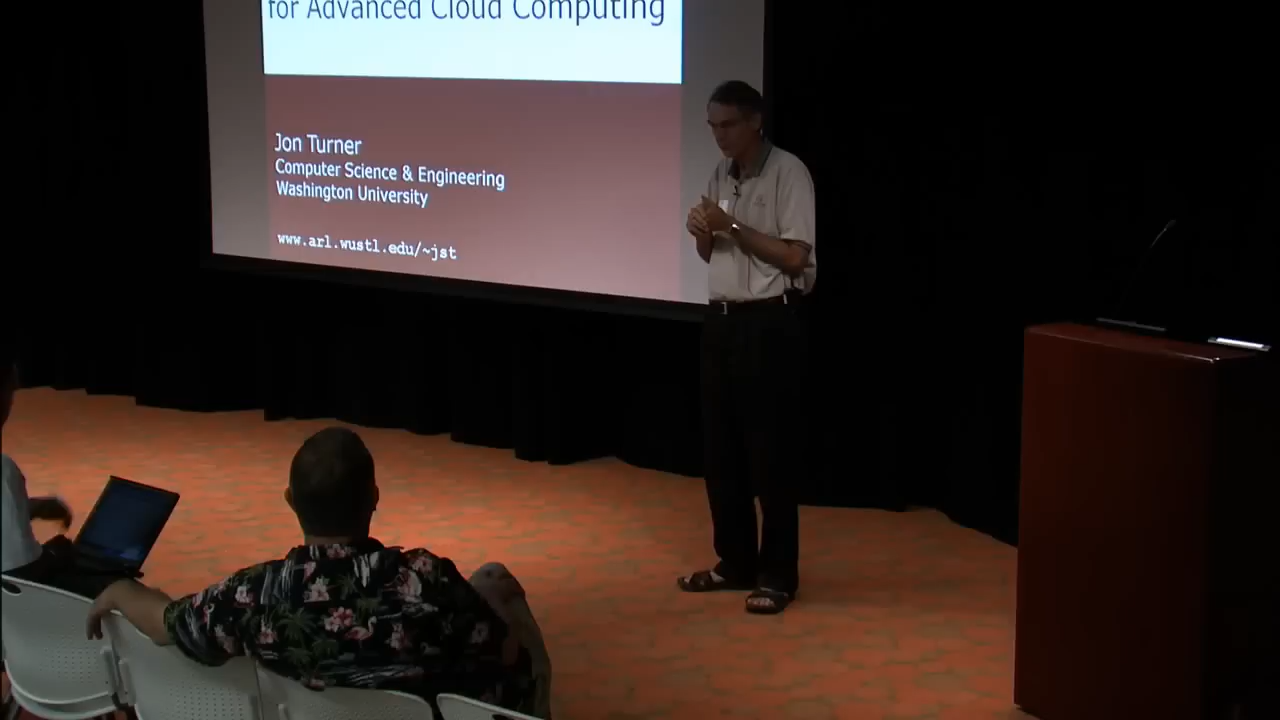 for Advanced Cloud Computing
Jon Turner
Computer Science & Engineering
Washington University
www.arl.wustl.edu/~jst